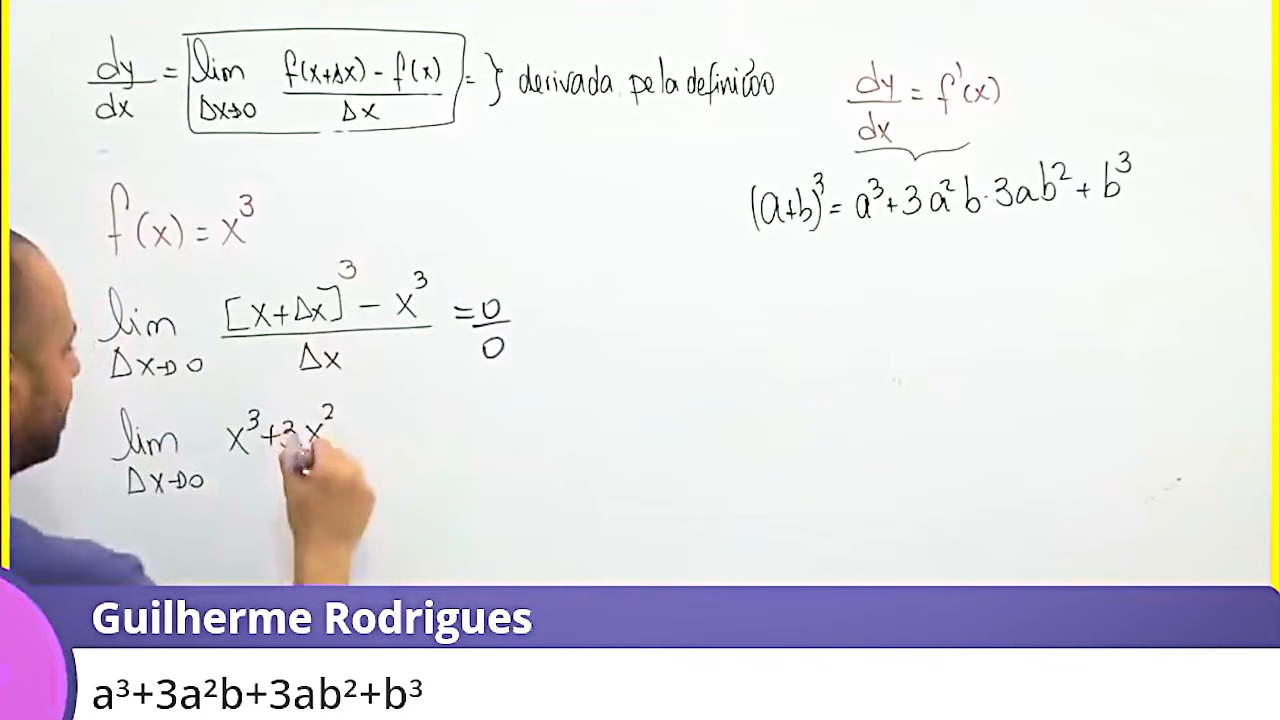 dy/dx = lim Δx→0 f(x+Δx) - f(x) / Δx = } derivada pela definição
dy/dx = f'(x)
(a+b)³ = a³ + 3a²b · 3ab² + b³
f(x) = x³
lim Δx→0 [x+Δx]³ - x³ / Δx = 0/0
lim Δx→0 x³ + 3x²
Guilherme Rodrigues
a³+3a²b+3ab²+b³